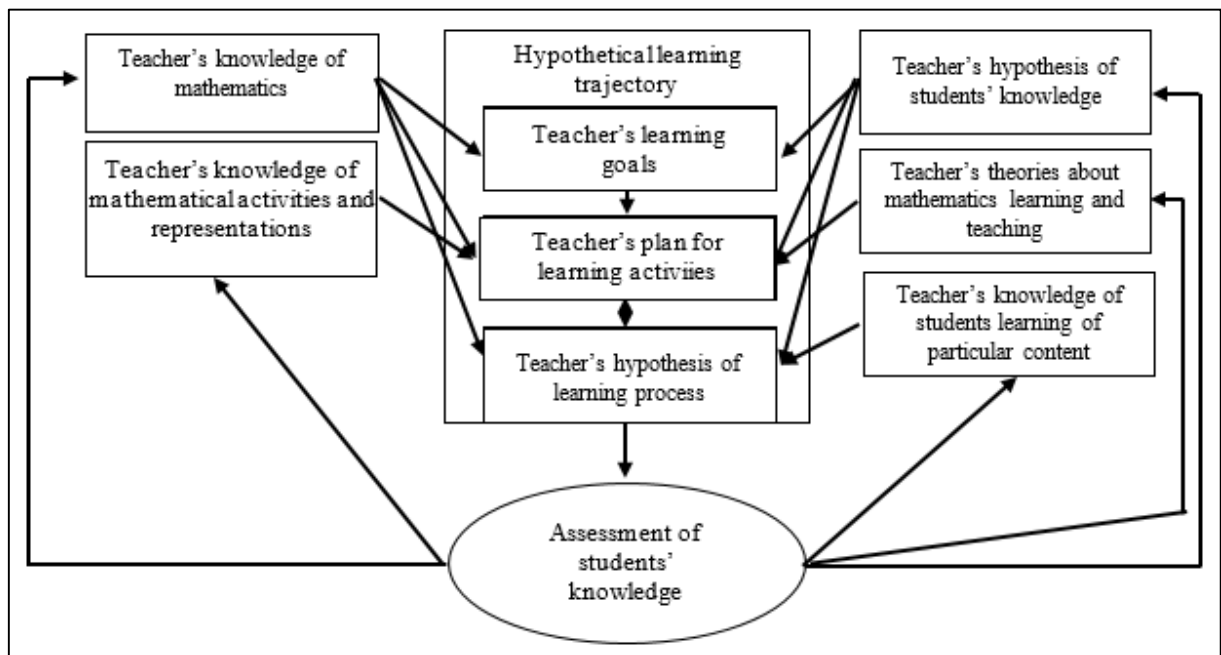 Teacher’s knowledge of
mathematics
Teacher’s knowledge of
mathematical activities and
representations
Hypothetical learning
trajectory
Teacher’s learning
goals
Teacher’s plan for
learning activiies
Teacher’s hypothesis of
learning process
Teacher’s hypothesis of
students’ knowledge
Teacher’s theories about
mathematics learning and
teaching
Teacher’s knowledge of
students learning of
particular content
Assessment of
students’
knowledge